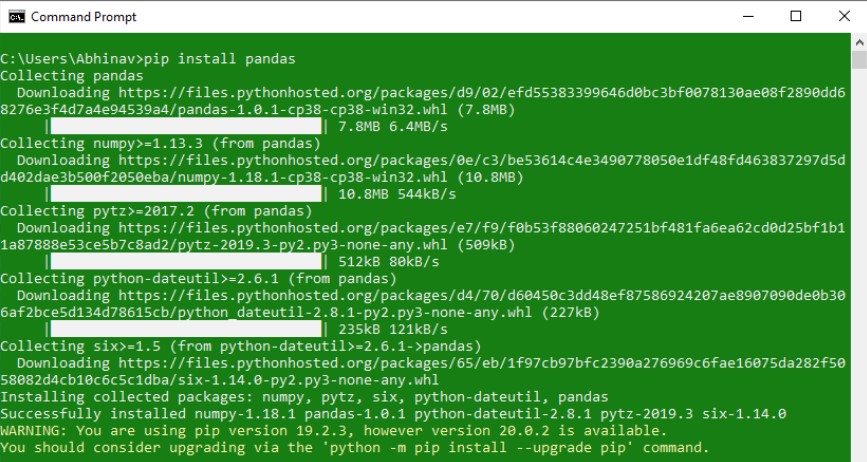 Command Prompt
C:\Users\Abhinav>pip install pandas
Collecting pandas
  Downloading https://files.pythonhosted.org/packages/d9/02/efd55383399646d0bc3bf0078130ae08f2890dd6
8276e3f4d7a4e94539a4/pandas-1.0.1-cp38-cp38-win32.whl (7.8MB)
     |████████████████████████████████| 7.8MB 6.4MB/s
Collecting numpy>=1.13.3 (from pandas)
  Downloading https://files.pythonhosted.org/packages/0e/c3/be53614c4e3490778050e1df48fd463837297d5d
d402dae3b500f2050eba/numpy-1.18.1-cp38-cp38-win32.whl (10.8MB)
     |████████████████████████████████| 10.8MB 544kB/s
Collecting pytz>=2017.2 (from pandas)
  Downloading https://files.pythonhosted.org/packages/e7/f9/f0b53f88060247251bf481fa6ea62cd0d25bf1b1
1a87888e53ce5b7c8ad2/pytz-2019.3-py2.py3-none-any.whl (509kB)
     |████████████████████████████████| 512kB 80kB/s
Collecting python-dateutil>=2.6.1 (from pandas)
  Downloading https://files.pythonhosted.org/packages/d4/70/d60450c3dd48ef87586924207ae8907090de0b30
6af2bce5d134d78615cb/python_dateutil-2.8.1-py2.py3-none-any.whl (227kB)
     |████████████████████████████████| 235kB 121kB/s
Collecting six>=1.5 (from python-dateutil>=2.6.1->pandas)
  Downloading https://files.pythonhosted.org/packages/65/eb/1f97cb97bfc2390a276969c6fae16075da282f50
58082d4cb10c6c5c1dba/six-1.14.0-py2.py3-none-any.whl
Installing collected packages: numpy, pytz, six, python-dateutil, pandas
Successfully installed numpy-1.18.1 pandas-1.0.1 python-dateutil-2.8.1 pytz-2019.3 six-1.14.0
WARNING: You are using pip version 19.2.3, however version 20.0.2 is available.
You should consider upgrading via the 'python -m pip install --upgrade pip' command.